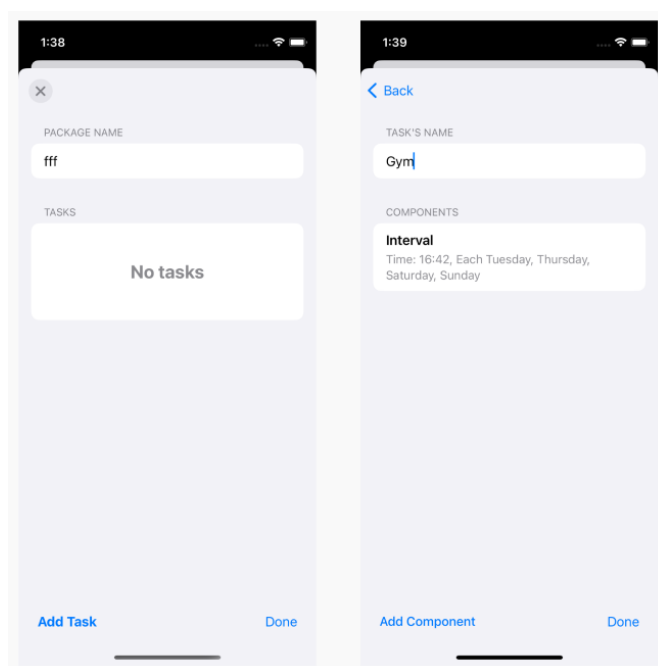 1:38
PACKAGE NAME
fff
TASKS
No tasks
Add Task
Done
1:39
Back
TASK'S NAME
Gym
COMPONENTS
Interval
Time: 16:42, Each Tuesday, Thursday,
Saturday, Sunday
Add Component
Done